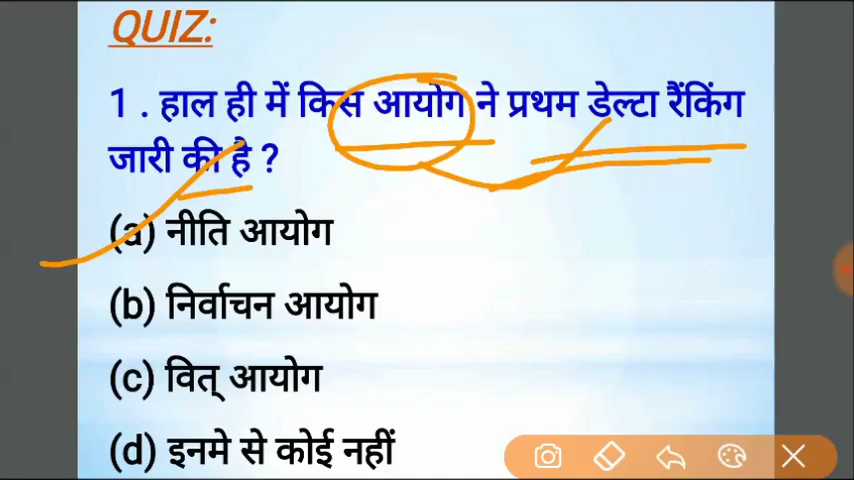 QUIZ:
1 . हाल ही में किस आयोग ने प्रथम डेल्टा रैंकिंग
जारी की है ?
(a) नीति आयोग
(b) निर्वाचन आयोग
(c) वित् आयोग
(d) इनमे से कोई नहीं